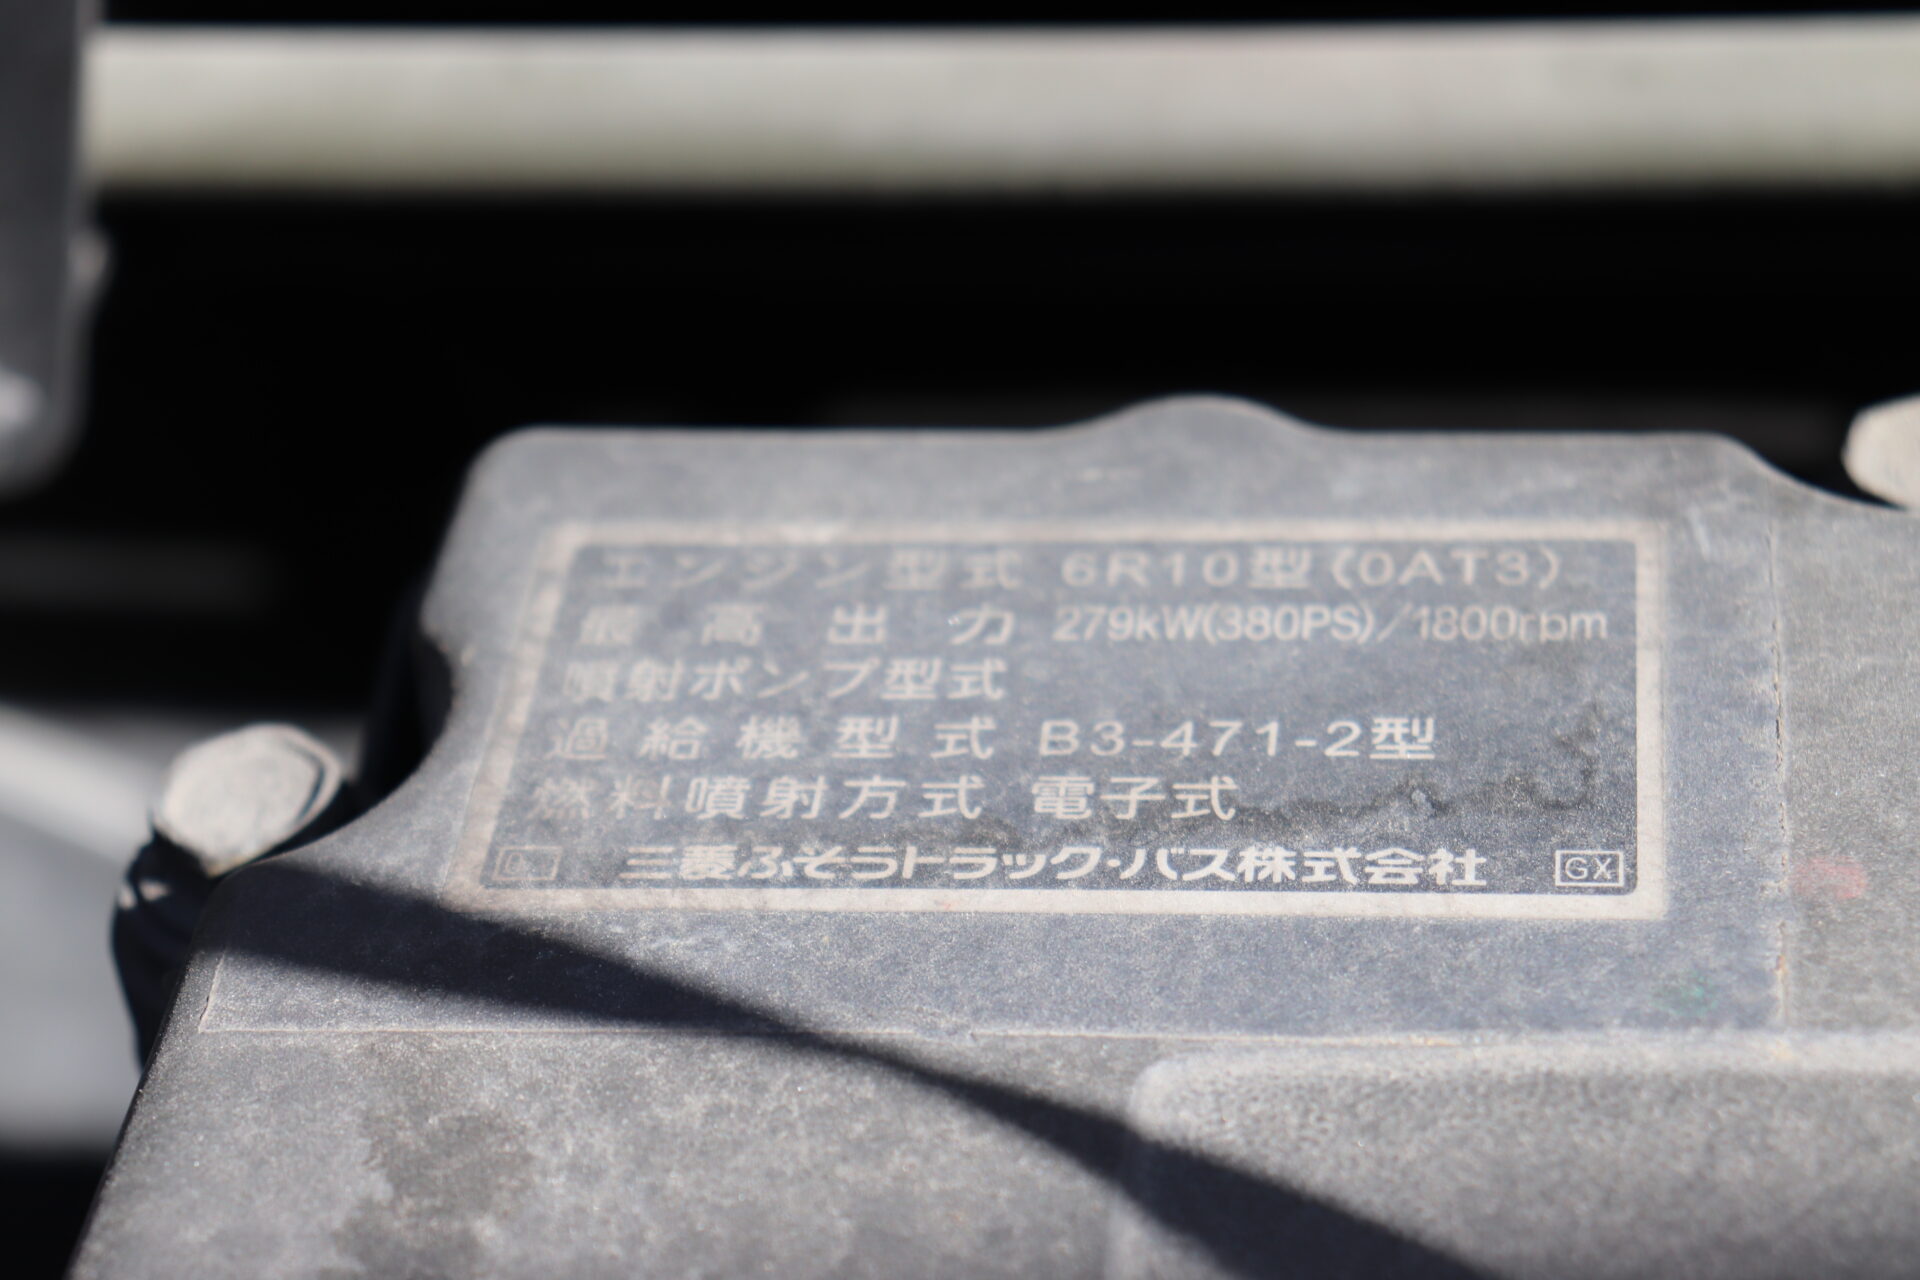 エンジン型式 6R10型(0AT3)
最高出力 279kW(380PS)/1800rpm
噴射ポンプ型式
過給機型式 B3-471-2型
燃料噴射方式 電子式
三菱ふそうトラック・バス株式会社 GX